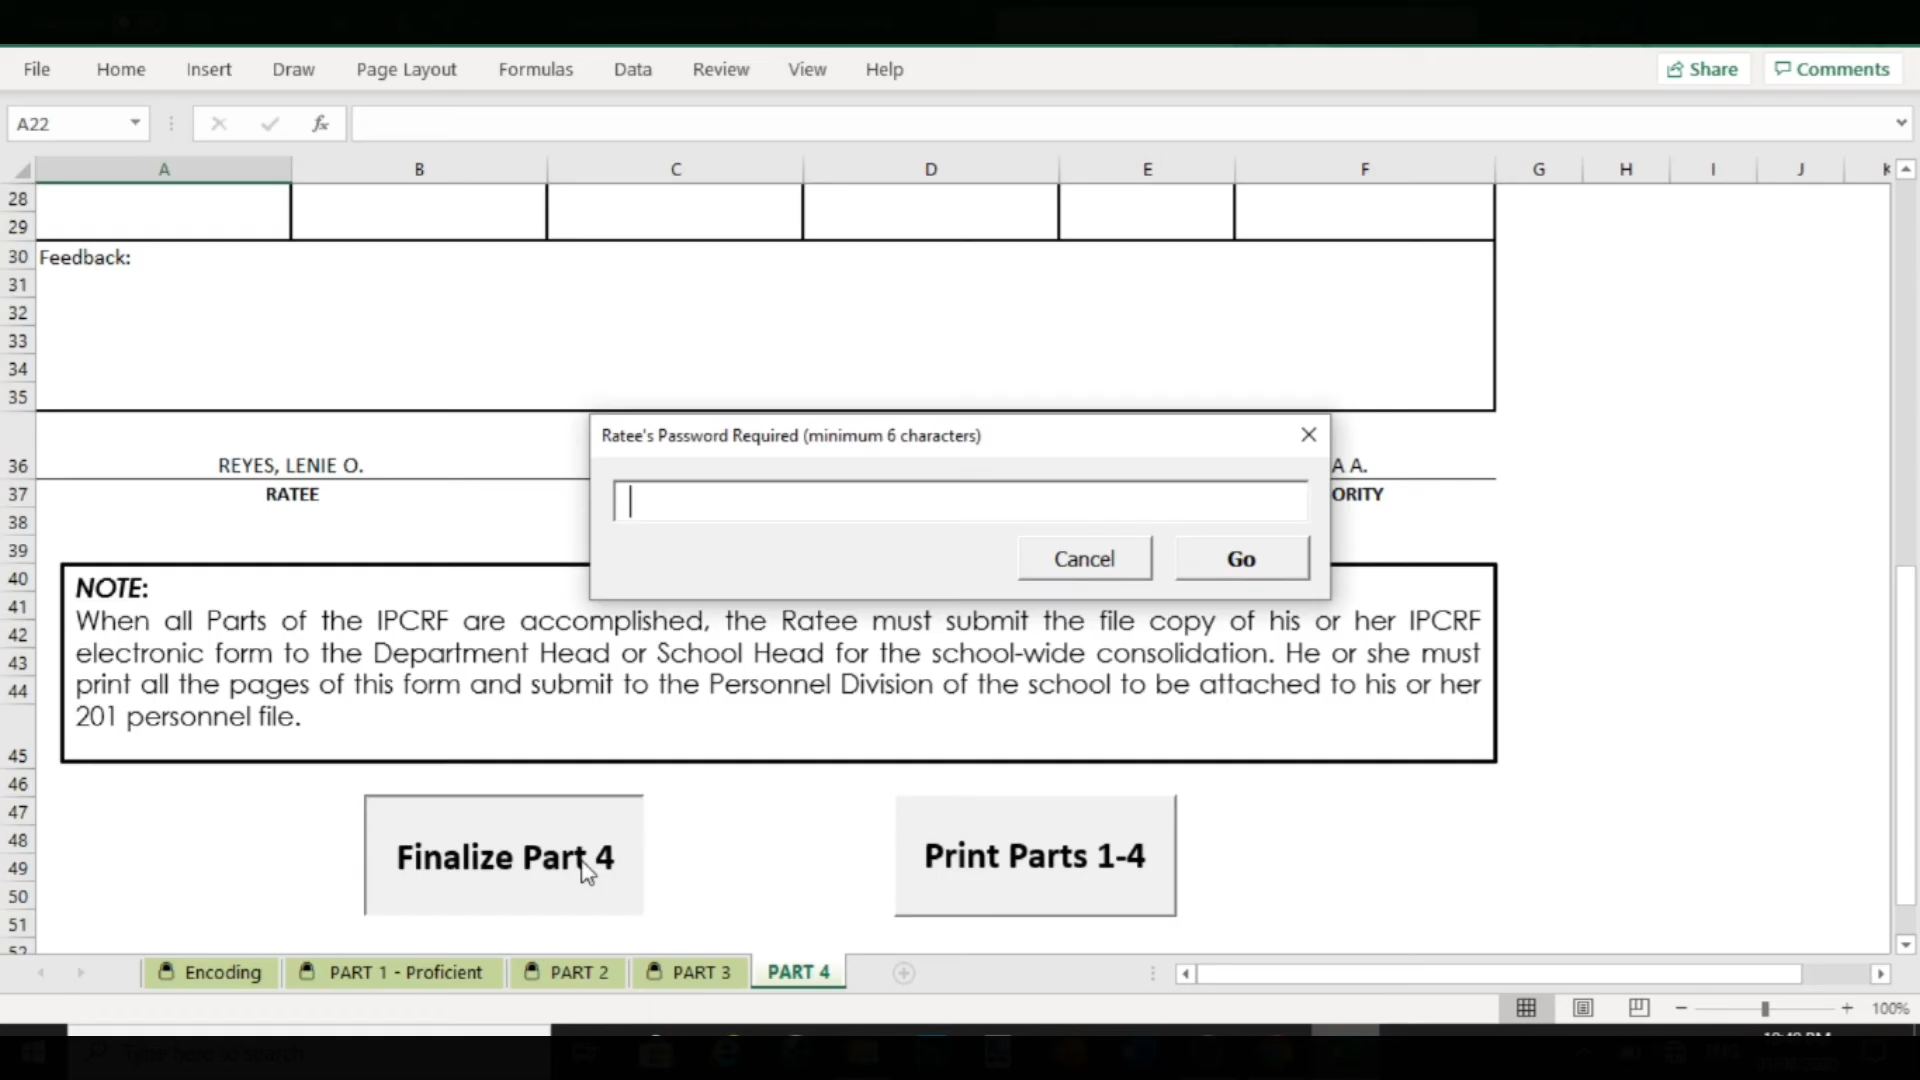 File Home Insert Draw Page Layout Formulas Data Review View Help Share Comments
A22 fx
A B C D E F G H I J K
28
29
30 Feedback:
31
32
33
34
35
Ratee's Password Required (minimum 6 characters)
36 REYES, LENIE O. A A.
37 RATEE ORITY
38
Cancel Go
39
40 NOTE:
41 When all Parts of the IPCRF are accomplished, the Ratee must submit the file copy of his or her IPCRF
42 electronic form to the Department Head or School Head for the school-wide consolidation. He or she must
43
44 print all the pages of this form and submit to the Personnel Division of the school to be attached to his or her
201 personnel file.
45
46
47
48 Finalize Part 4 Print Parts 1-4
49
50
51
52
Encoding PART 1 - Proficient PART 2 PART 3 PART 4
100%
Type here to search